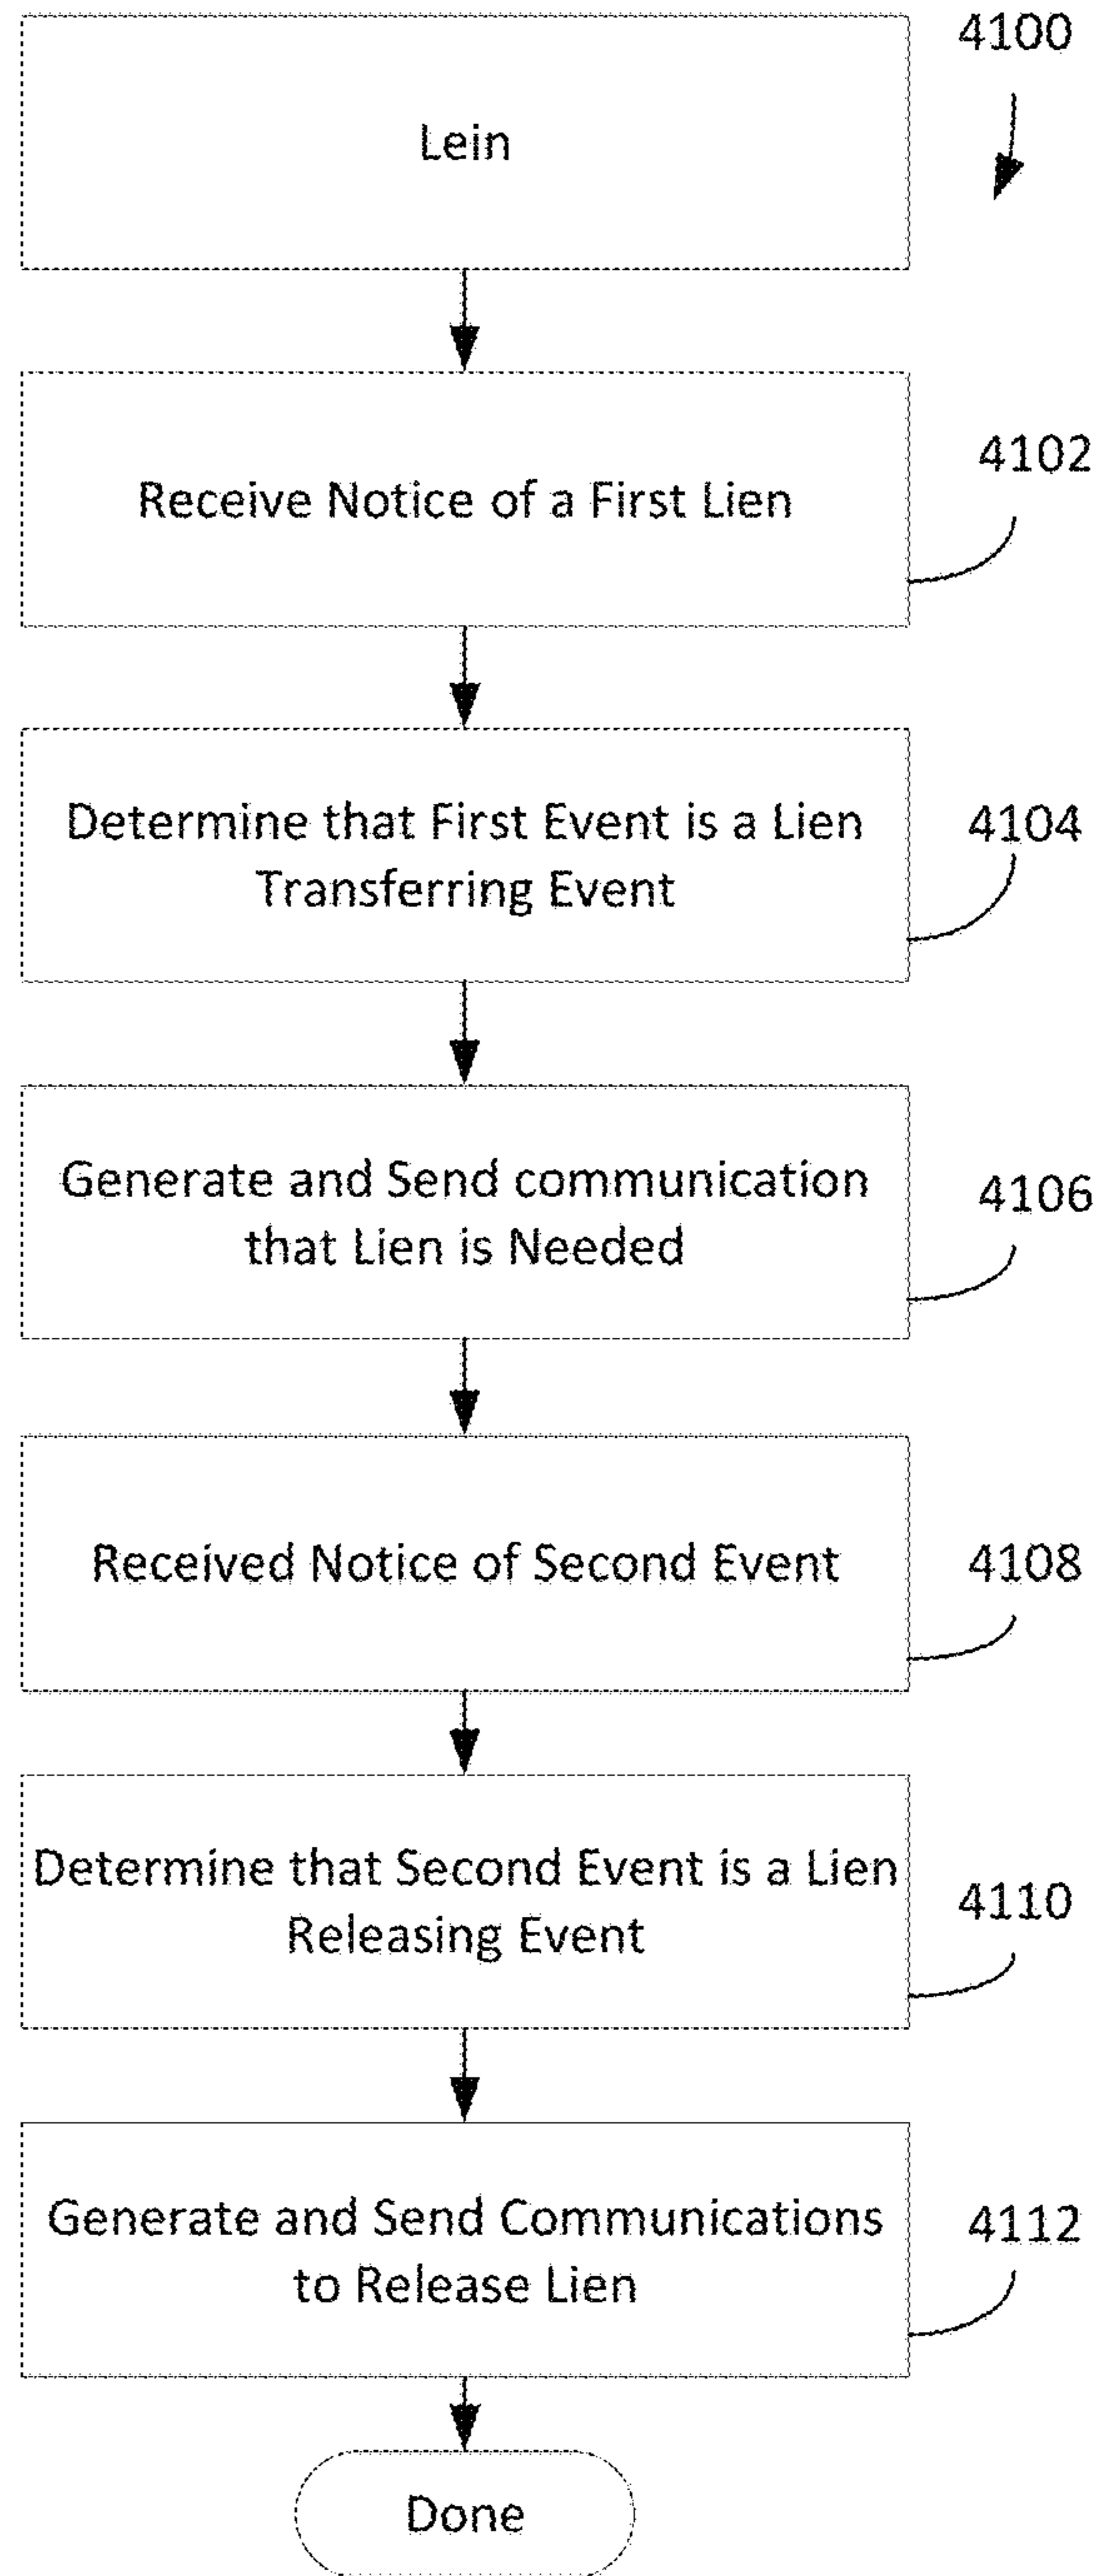 4100
Lein
Receive Notice of a First Lien
4102
Determine that First Event is a Lien
Transferring Event
4104
Generate and Send communication
that Lien is Needed
4106
Received Notice of Second Event
4108
Determine that Second Event is a Lien
Releasing Event
4110
Generate and Send Communications
to Release Lien
4112
Done